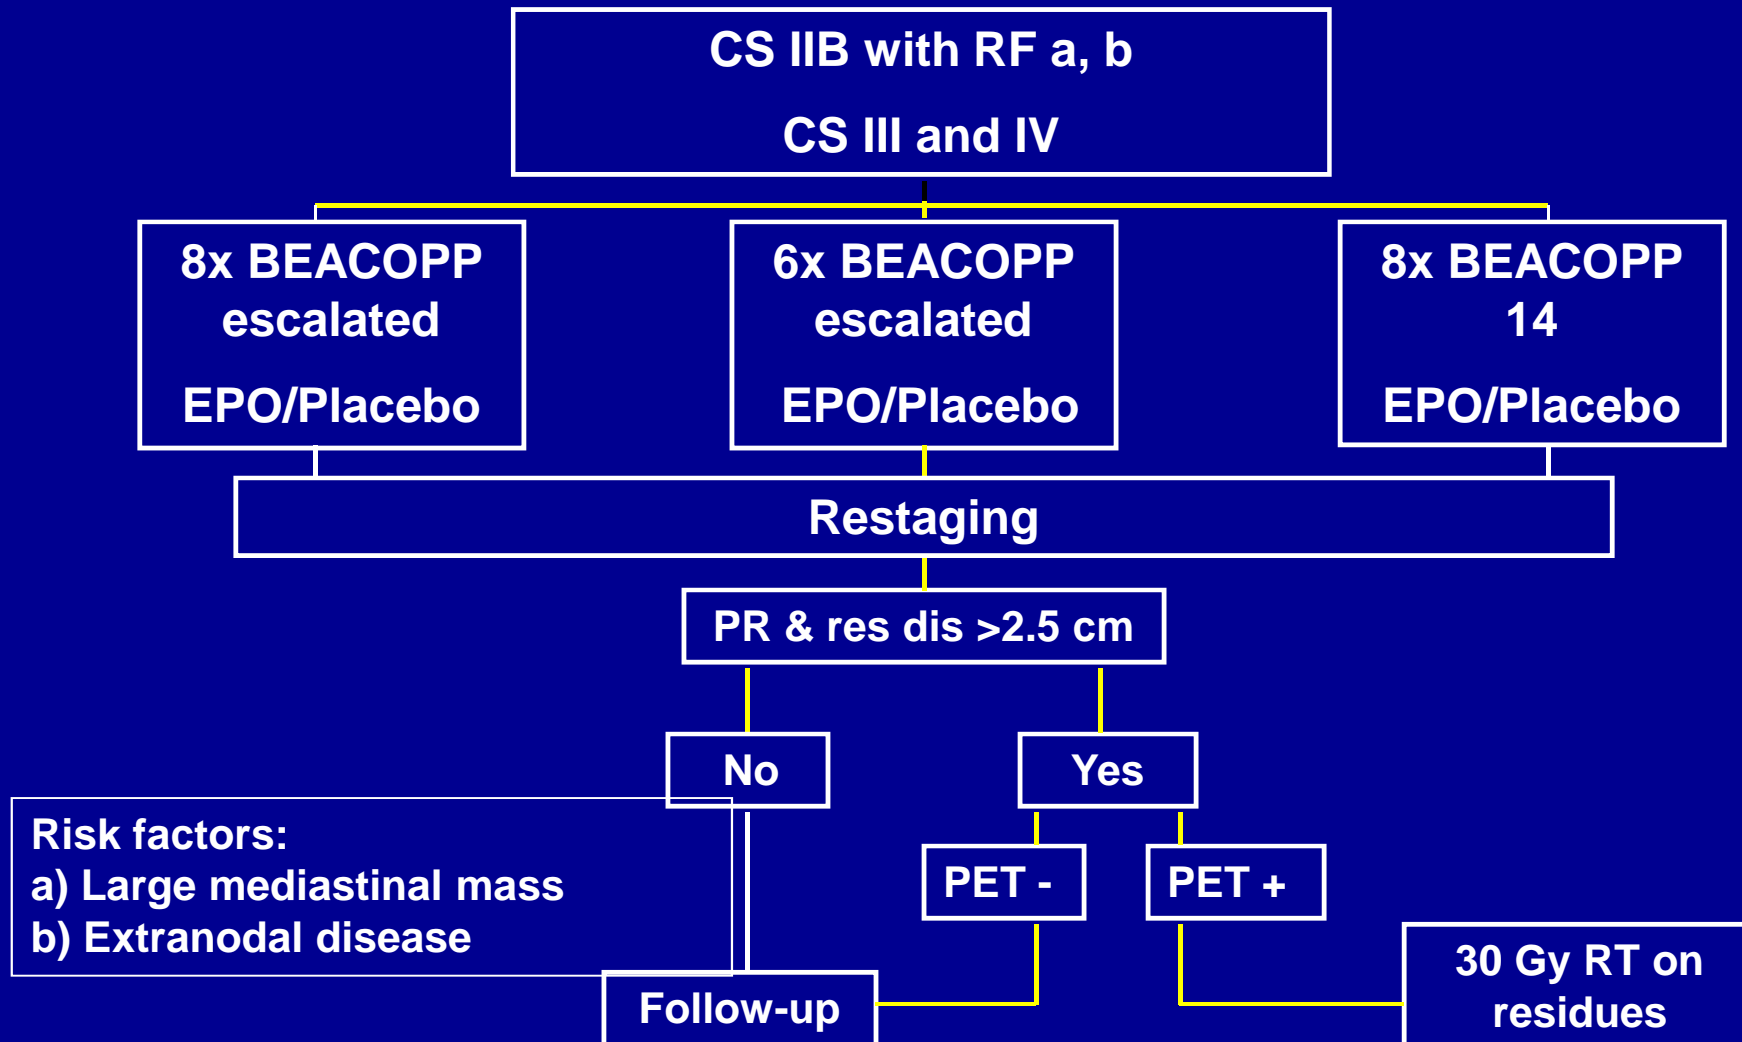 CS IIB with RF a, b
CS III and IV
8x BEACOPP
escalated
EPO/Placebo
6x BEACOPP
escalated
EPO/Placebo
8x BEACOPP
14
EPO/Placebo
Restaging
PR & res dis >2.5 cm
No
Yes
Risk factors:
a) Large mediastinal mass
b) Extranodal disease
PET -
PET +
Follow-up
30 Gy RT on
residues